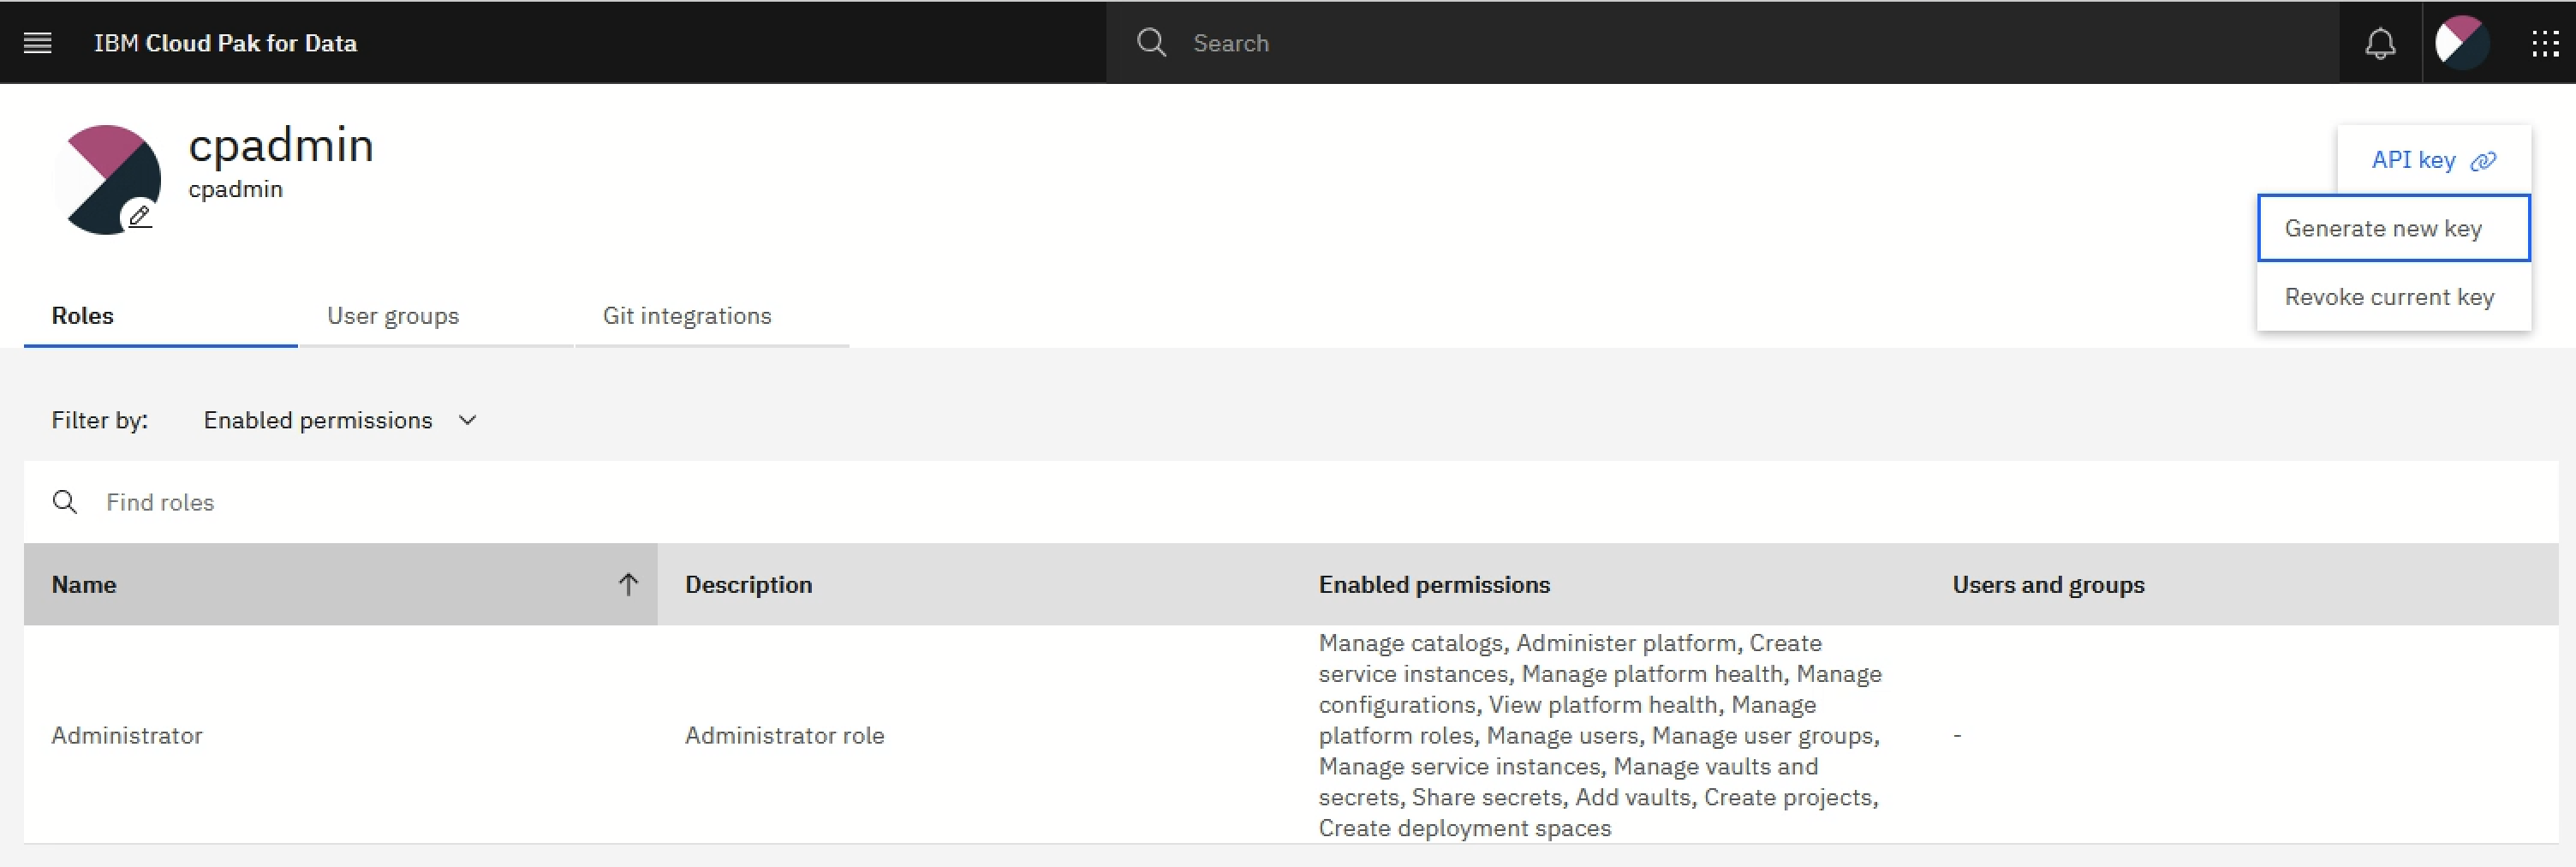 IBM Cloud Pak for Data
Search
cpadmin
cpadmin
API key
Generate new key
Revoke current key
Roles
User groups
Git integrations
Filter by:
Enabled permissions
Find roles
Name
Description
Enabled permissions
Users and groups
Administrator
Administrator role
Manage catalogs, Administer platform, Create
service instances, Manage platform health, Manage
configurations, View platform health, Manage
platform roles, Manage users, Manage user groups,
Manage service instances, Manage vaults and
secrets, Share secrets, Add vaults, Create projects,
Create deployment spaces
-